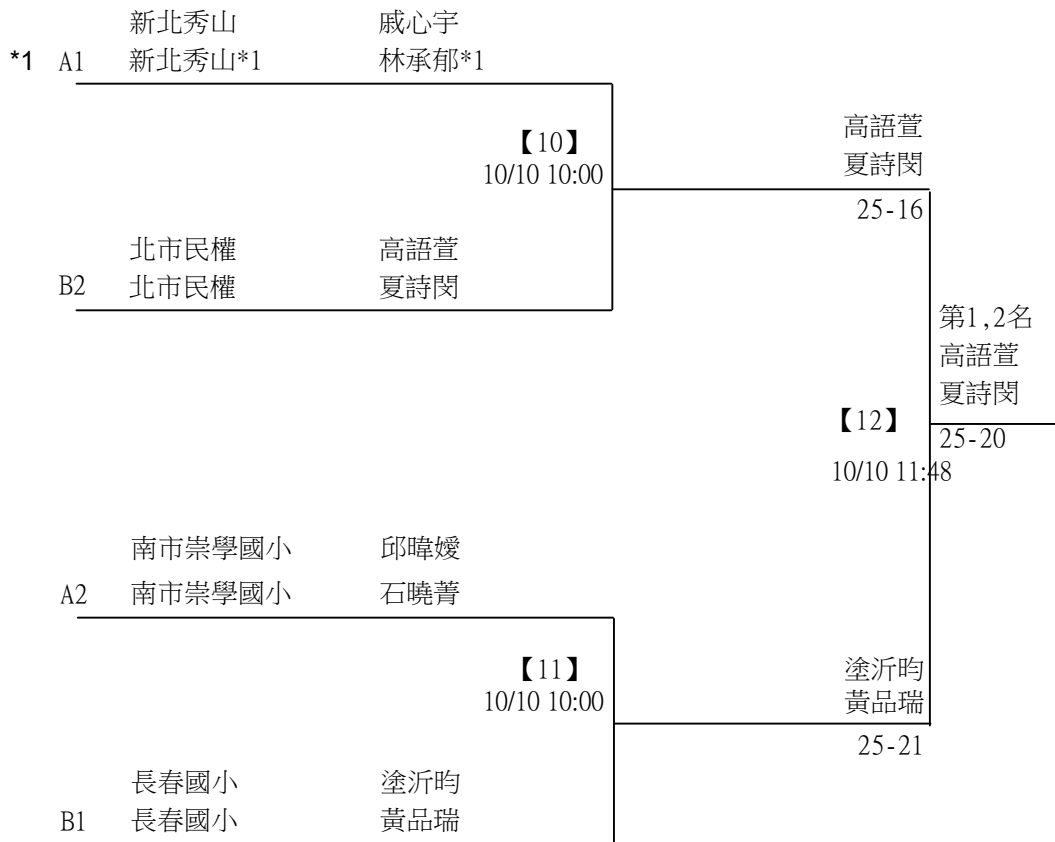 新北秀山 戚心宇
*1 A1 新北秀山*1 林承郁*1
【10】
10/10 10:00
高語萱
夏詩閔
25-16
北市民權 高語萱
B2 北市民權 夏詩閔
第1,2名
高語萱
夏詩閔
【12】
25-20
10/10 11:48
南市崇學國小 邱暐嫒
A2 南市崇學國小 石曉菁
【11】
10/10 10:00
塗沂昀
黃品瑞
25-21
長春國小 塗沂昀
B1 長春國小 黃品瑞